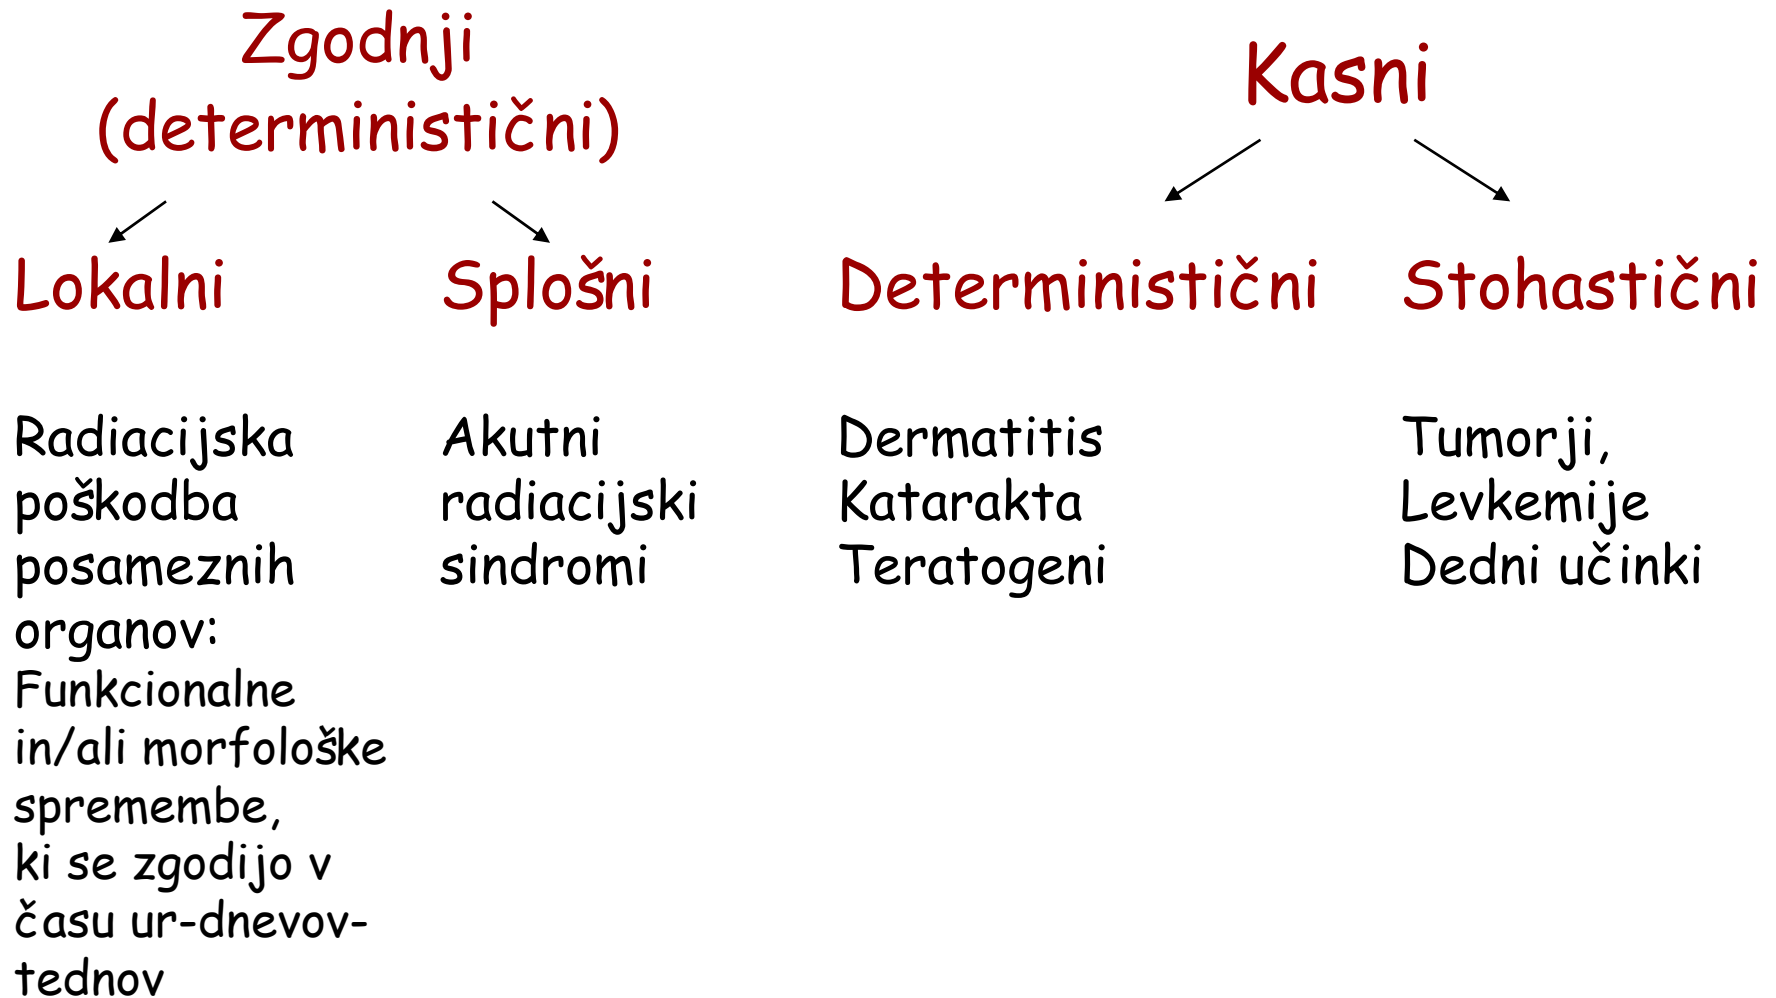 Zgodnji
(deterministični)
Lokalni
Radiacijska
poškodba
posameznih
organov:
Funkcionalne
in/ali morfološke
spremembe,
ki se zgodijo v
času ur-dnevov-
tednov
Splošni
Akutni
radiacijski
sindromi
Kasni
Deterministični
Dermatitis
Katarakta
Teratogeni
Stohastični
Tumorji,
Levkemije
Dedni učinki